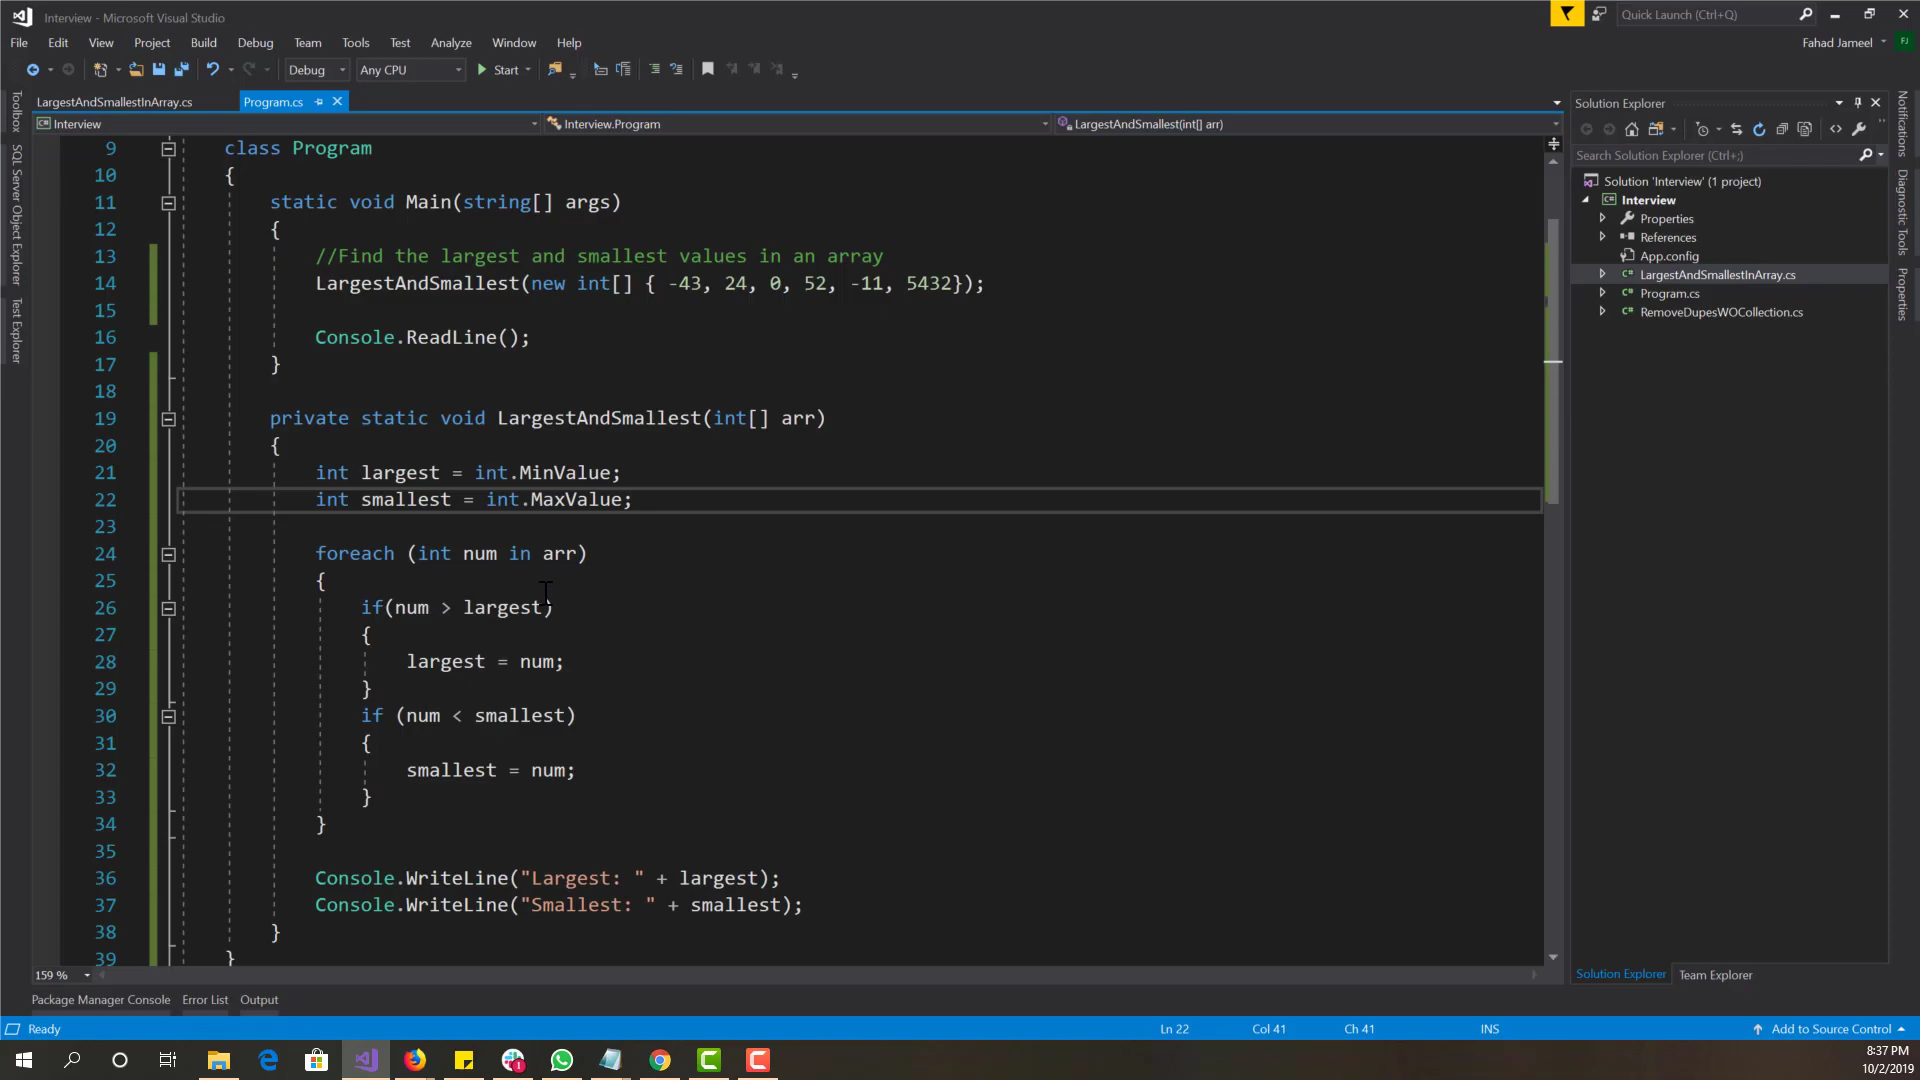 Interview - Microsoft Visual Studio
Quick Launch (Ctrl+Q)
File Edit View Project Build Debug Team Tools Test Analyze Window Help
Fahad Jameel FJ
Debug Any CPU Start
LargestAndSmallestInArray.cs Program.cs
Interview Interview.Program LargestAndSmallest(int[] arr)
Toolbox
SQL Server Object Explorer
Test Explorer
9 class Program
10 {
11 static void Main(string[] args)
12 {
13 //Find the largest and smallest values in an array
14 LargestAndSmallest(new int[] { -43, 24, 0, 52, -11, 5432});
15
16 Console.ReadLine();
17 }
18
19 private static void LargestAndSmallest(int[] arr)
20 {
21 int largest = int.MinValue;
22 int smallest = int.MaxValue;
23
24 foreach (int num in arr)
25 {
26 if(num > largest)
27 {
28 largest = num;
29 }
30 if (num < smallest)
31 {
32 smallest = num;
33 }
34 }
35
36 Console.WriteLine("Largest: " + largest);
37 Console.WriteLine("Smallest: " + smallest);
38 }
39 }
159 %
Solution Explorer
Search Solution Explorer (Ctrl+;)
Solution 'Interview' (1 project)
C# Interview
Properties
References
App.config
C# LargestAndSmallestInArray.cs
C# Program.cs
C# RemoveDupesWOCollection.cs
Solution Explorer Team Explorer
Notifications
Diagnostic Tools
Properties
Package Manager Console Error List Output
Ready Ln 22 Col 41 Ch 41 INS Add to Source Control
8:37 PM
10/2/2019